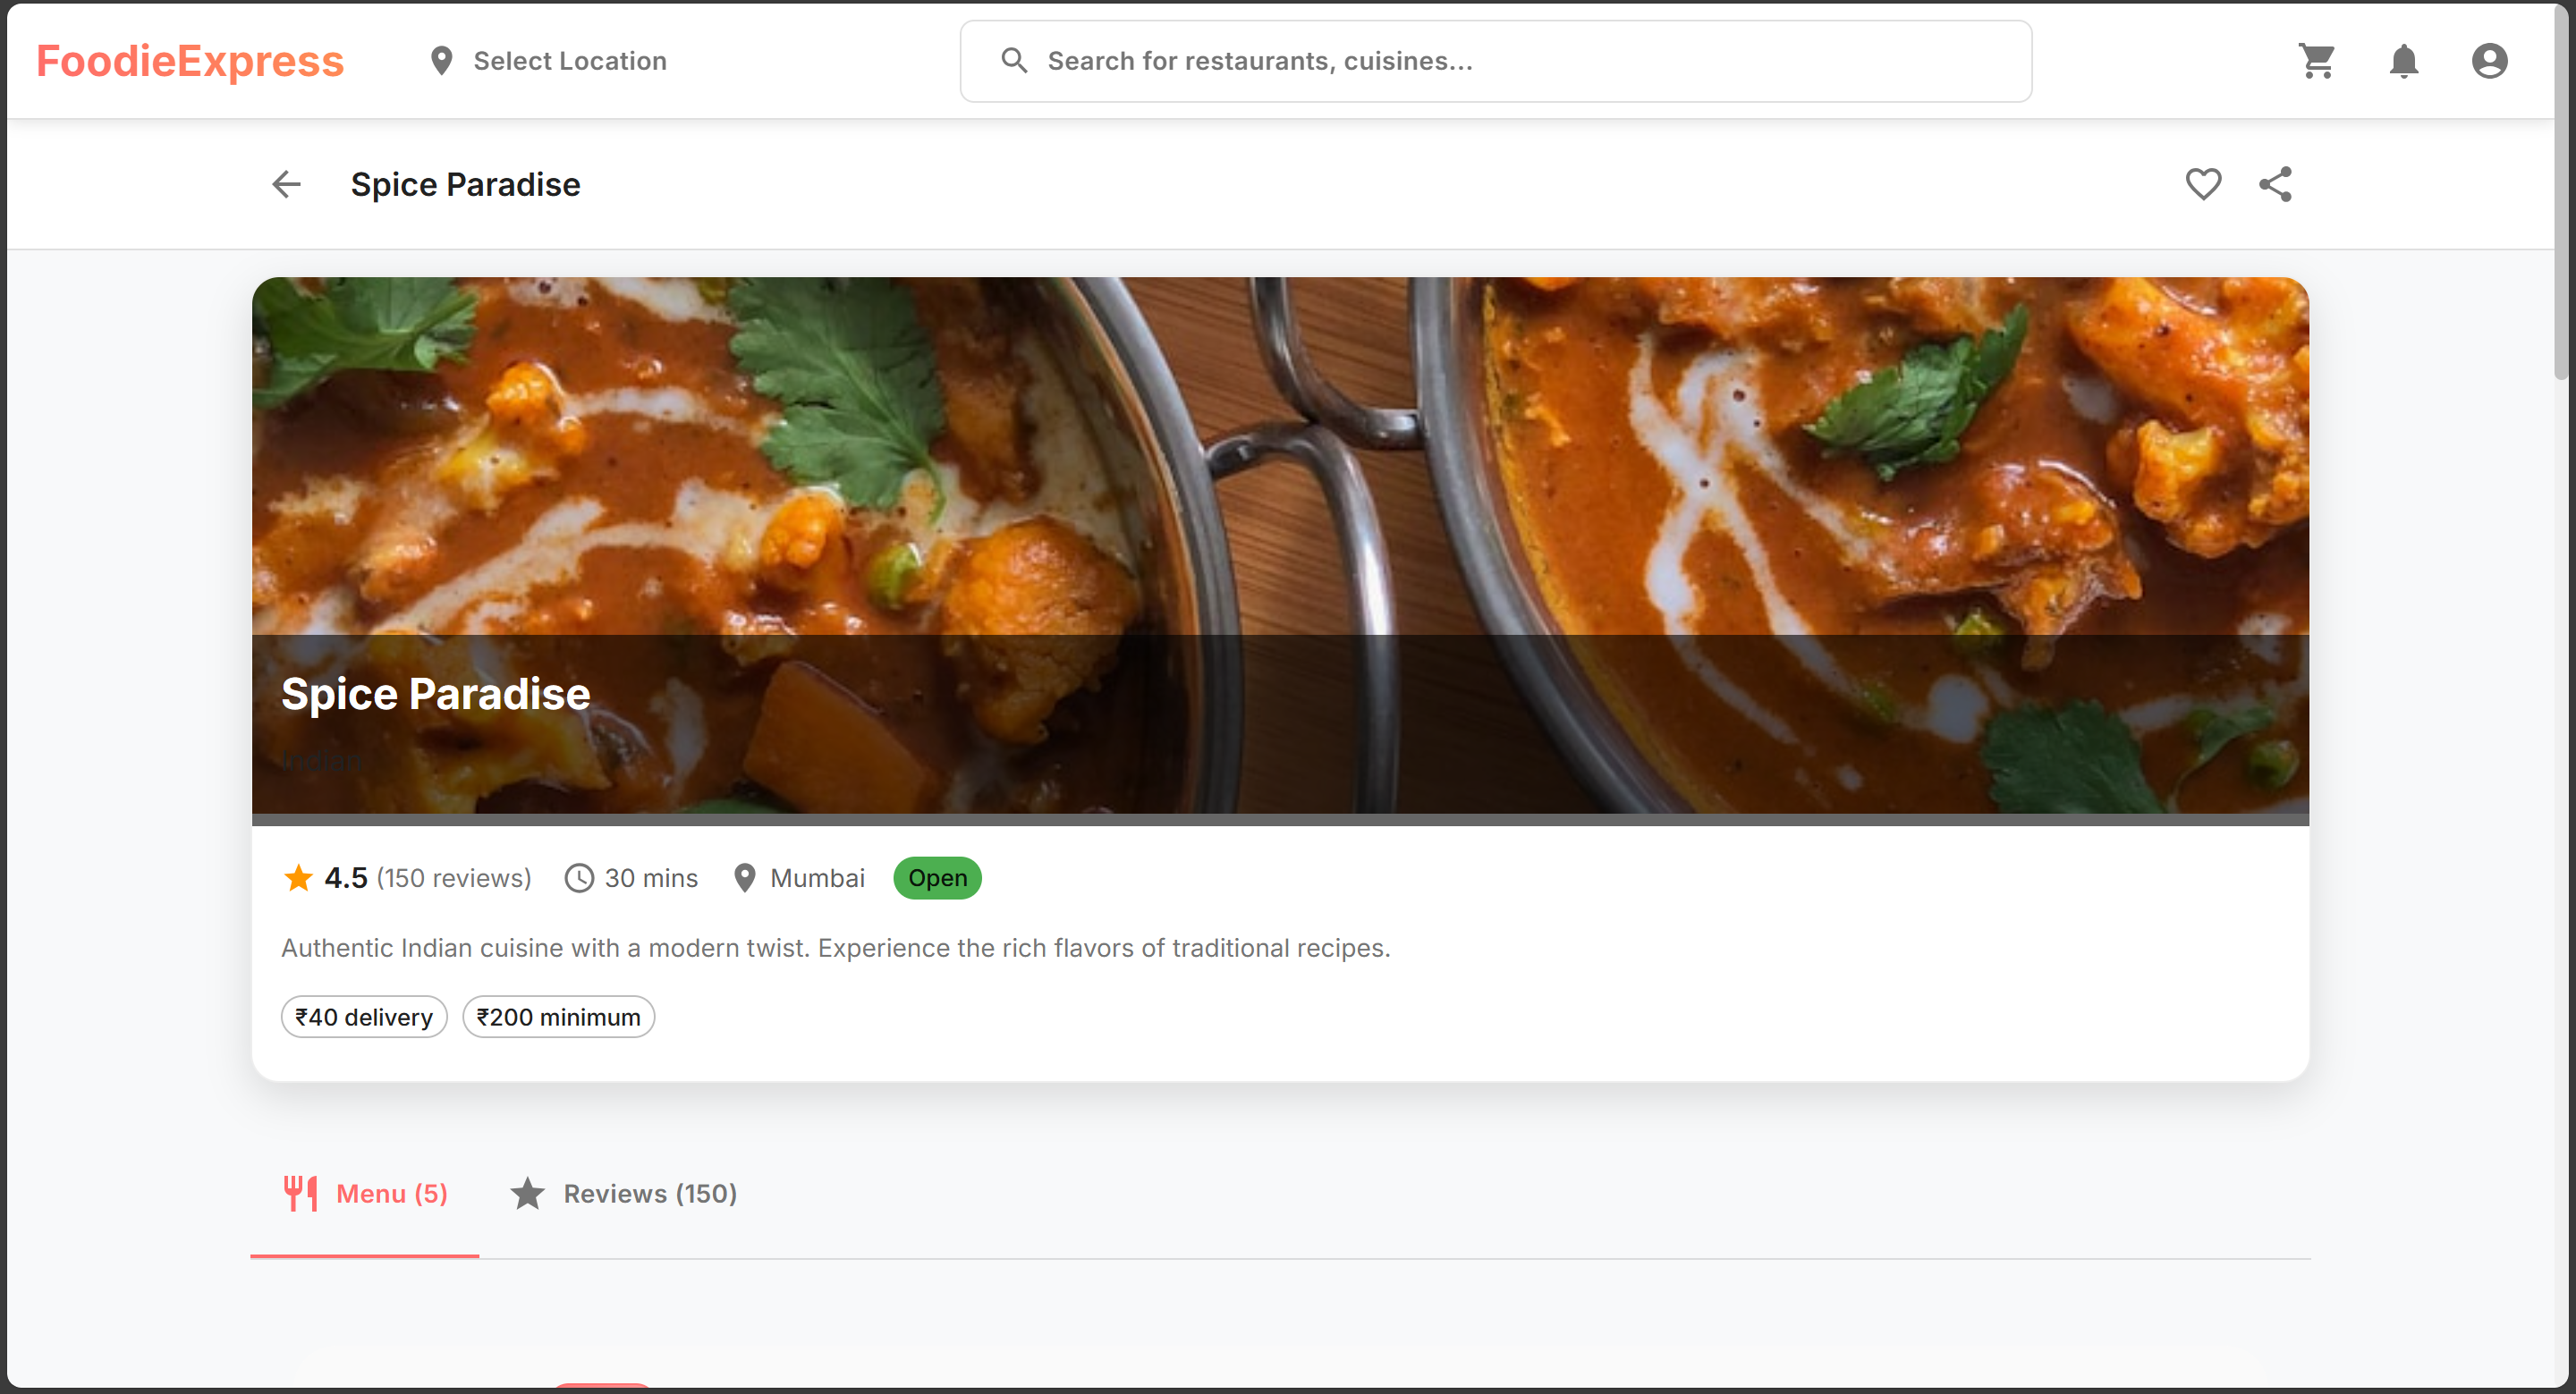 FoodieExpress
Select Location
Search for restaurants, cuisines...
Spice Paradise
Spice Paradise
Indian
4.5 (150 reviews) 30 mins Mumbai Open
Authentic Indian cuisine with a modern twist. Experience the rich flavors of traditional recipes.
₹40 delivery ₹200 minimum
Menu (5) Reviews (150)